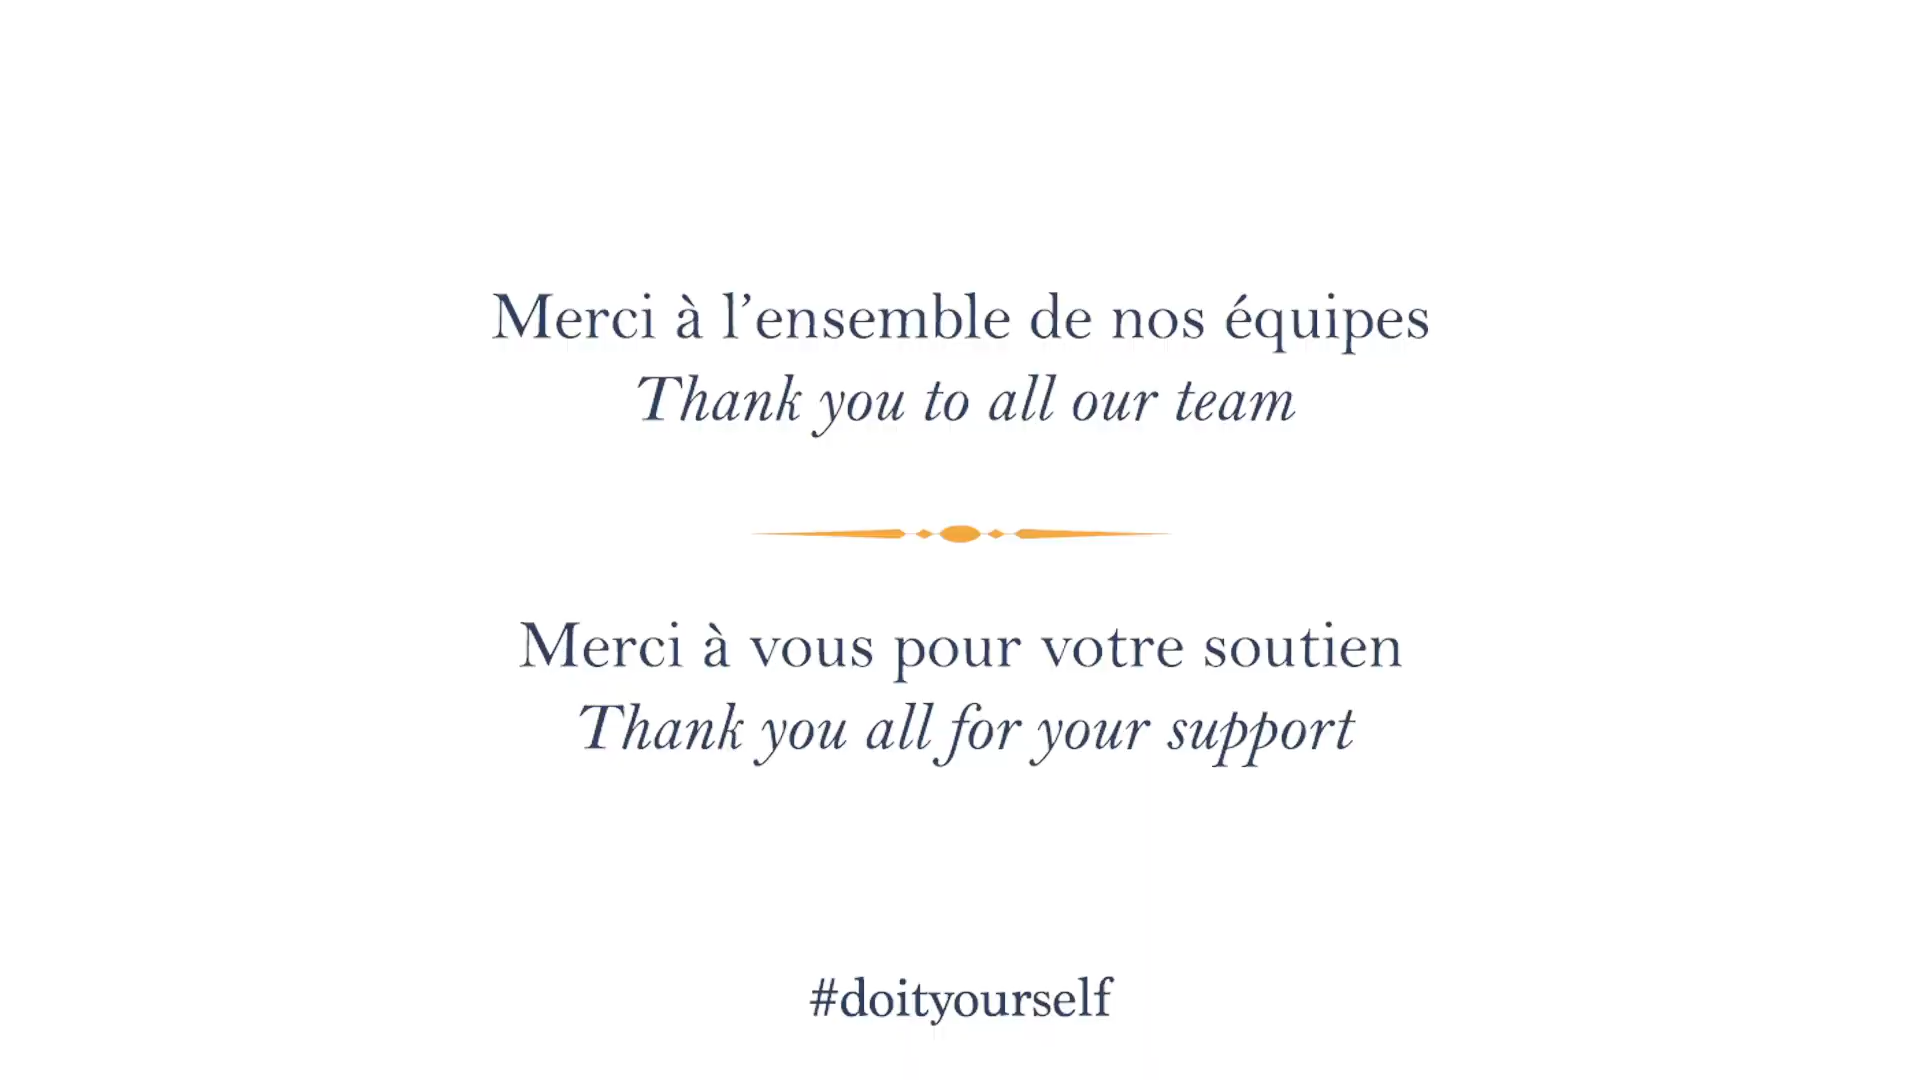 Merci à l’ensemble de nos équipes
Thank you to all our team
Merci à vous pour votre soutien
Thank you all for your support
#doityourself